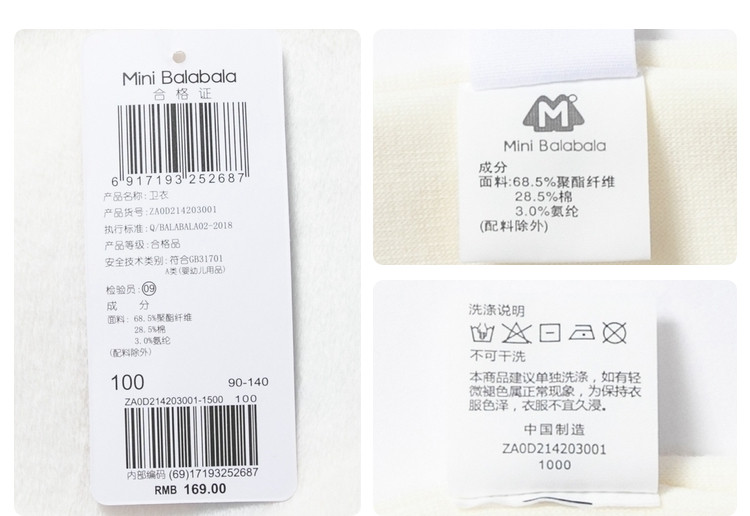 Mini Balabala
合格证
6 917193 252687
产品名称: 卫衣
产品货号: ZA0D214203001
执行标准: Q/BALABALA02-2018
产品等级: 合格品
安全技术类别: 符合GB31701
A类(婴幼儿用品)
检验员: 09
成 分
面料: 68.5%聚酯纤维
28.5%棉
3.0%氨纶
(配料除外)
100 90-140
ZA0D214203001-1500 100
内部编码 (69)17193252687
RMB 169.00
M
Mini Balabala
成分
面料:68.5%聚酯纤维
28.5%棉
3.0%氨纶
(配料除外)
洗涤说明
不可干洗
本商品建议单独洗涤，如有轻
微褪色属正常现象，为保持衣
服色泽，衣服不宜久浸。
中国制造
ZA0D214203001
1000